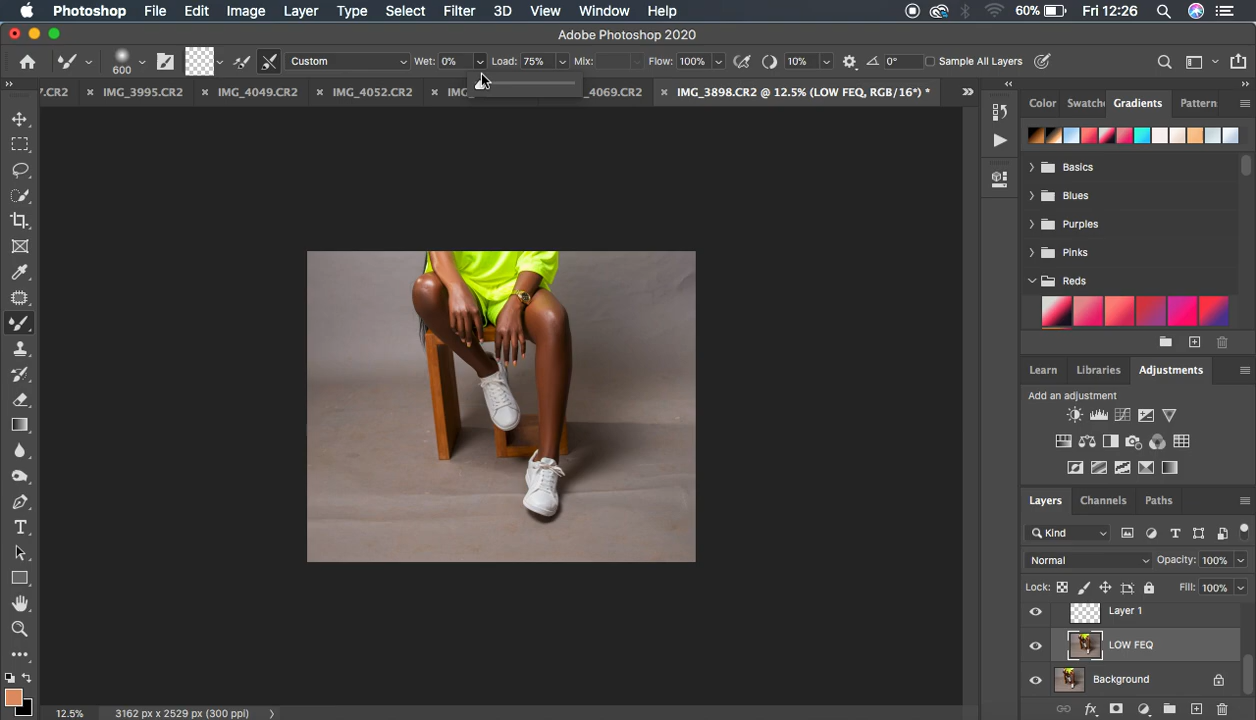 Photoshop File Edit Image Layer Type Select Filter 3D View Window Help 60% Fri 12:26
Adobe Photoshop 2020
600 Custom Wet: 0% Load: 75% Mix: Flow: 100% 10% 0° Sample All Layers
.CR2 IMG_3995.CR2 IMG_4049.CR2 IMG_4052.CR2 IMG_ 4069.CR2 IMG_3898.CR2 @ 12.5% (LOW FEQ, RGB/16*) *
Color Swatche Gradients Pattern
Basics
Blues
Purples
Pinks
Reds
Learn Libraries Adjustments
Add an adjustment
Layers Channels Paths
Kind
Normal Opacity: 100%
Lock: Fill: 100%
Layer 1
LOW FEQ
Background
12.5% 3162 px x 2529 px (300 ppi)